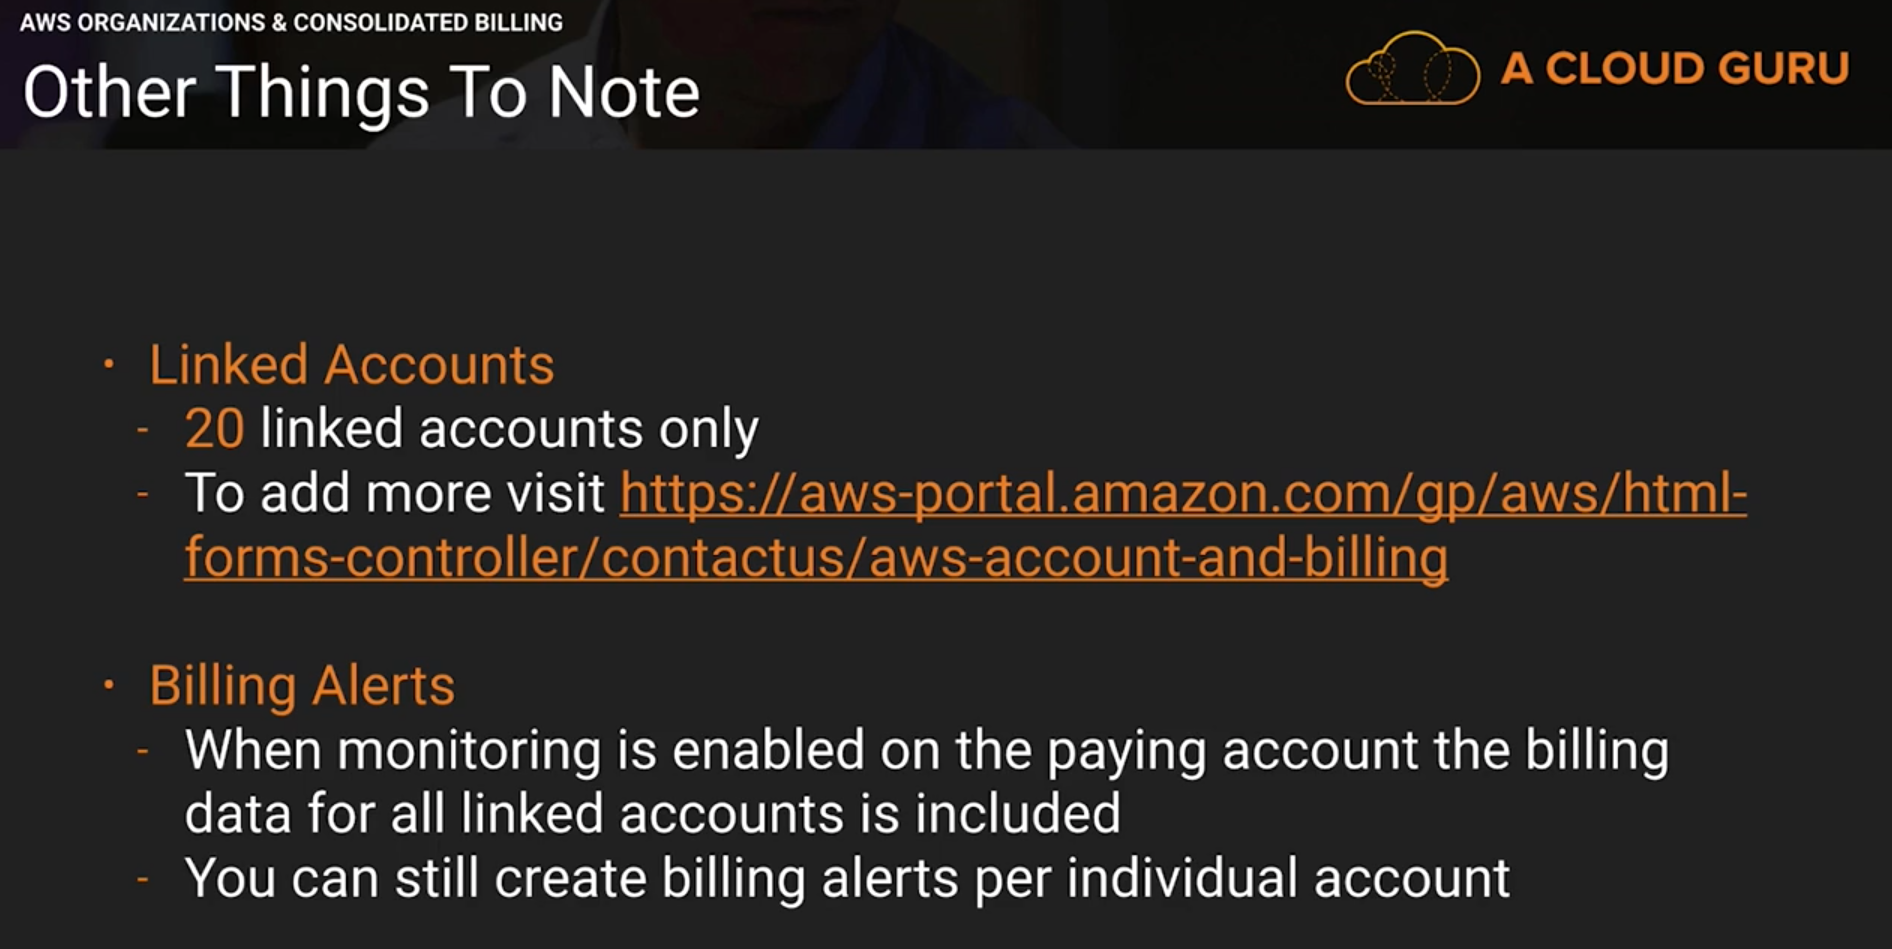 AWS ORGANIZATIONS & CONSOLIDATED BILLING
Other Things To Note
A CLOUD GURU
• Linked Accounts
- 20 linked accounts only
- To add more visit https://aws-portal.amazon.com/gp/aws/html-
forms-controller/contactus/aws-account-and-billing
• Billing Alerts
- When monitoring is enabled on the paying account the billing
data for all linked accounts is included
- You can still create billing alerts per individual account